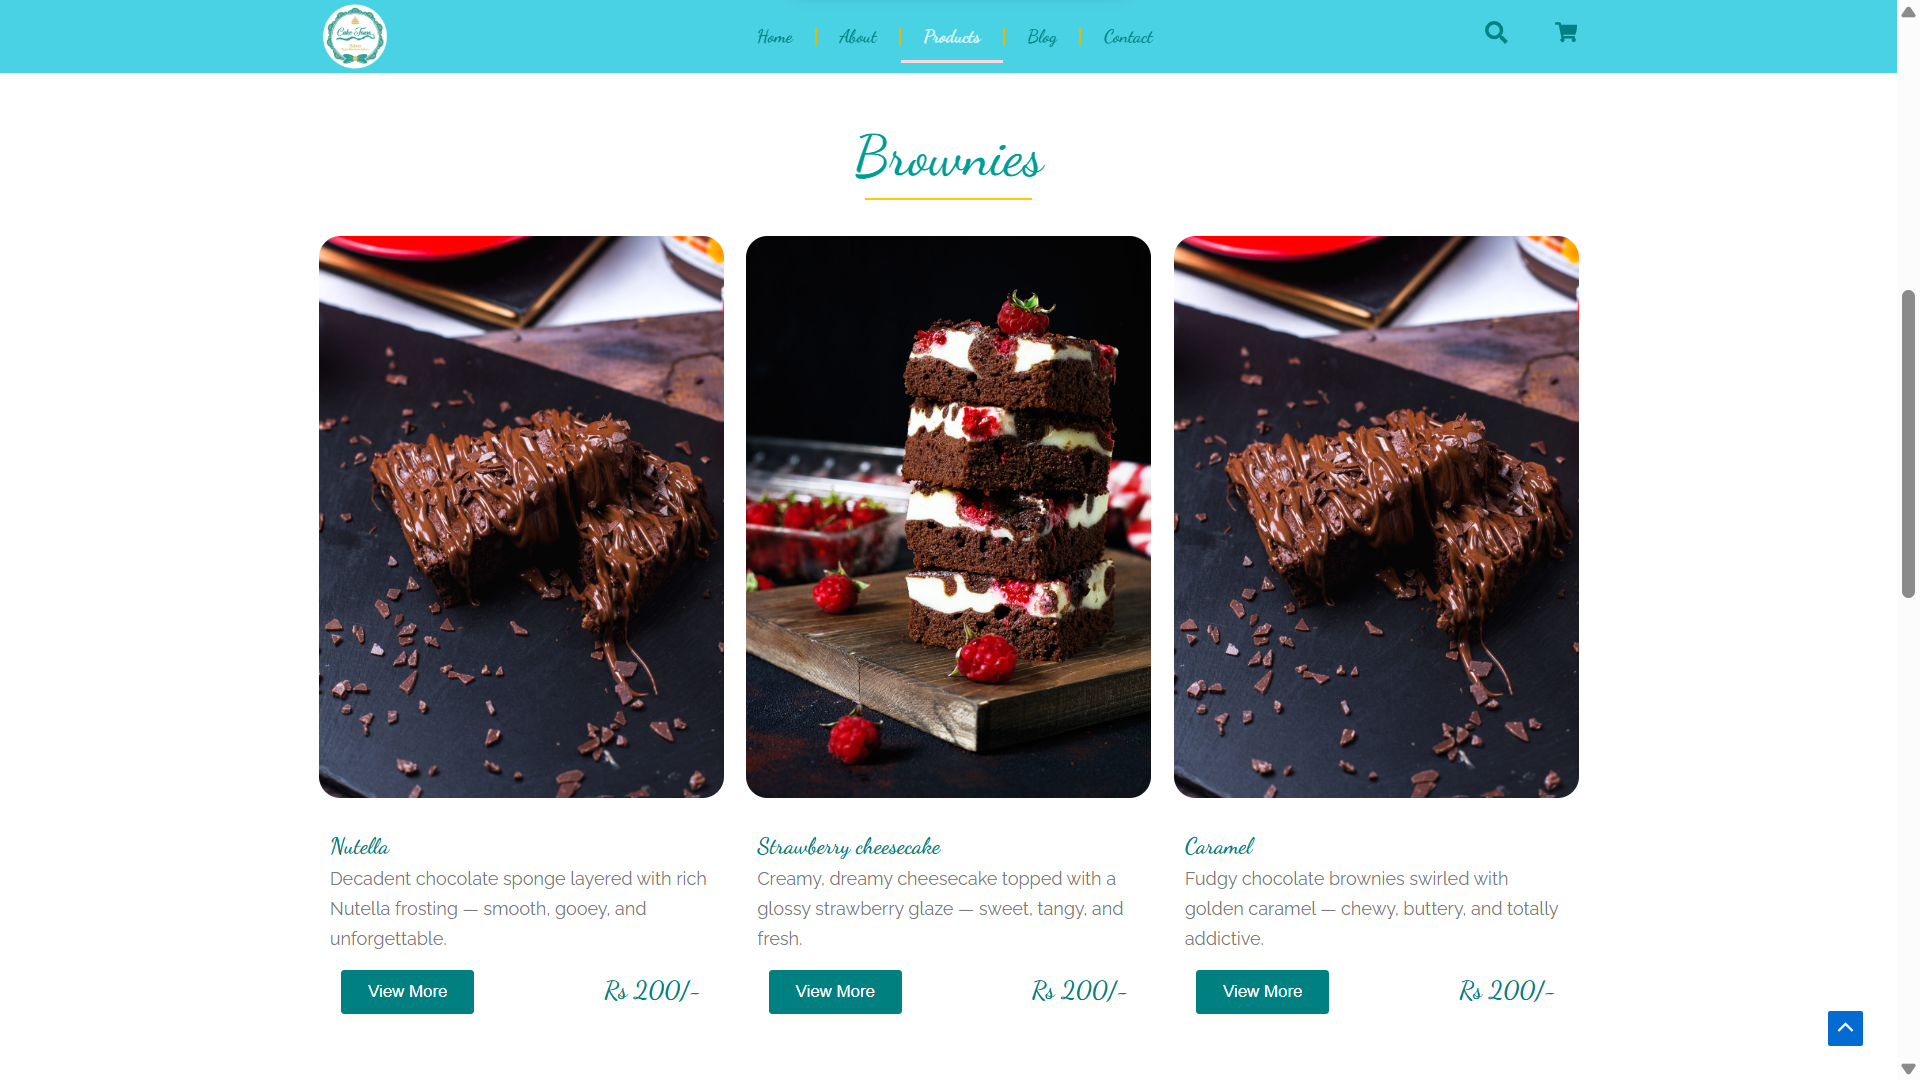 Cake Town
Home
About
Products
Blog
Contact
Brownies
Nutella
Decadent chocolate sponge layered with rich
Nutella frosting — smooth, gooey, and
unforgettable.
View More
Rs 200/-
Strawberry cheesecake
Creamy, dreamy cheesecake topped with a
glossy strawberry glaze — sweet, tangy, and
fresh.
View More
Rs 200/-
Caramel
Fudgy chocolate brownies swirled with
golden caramel — chewy, buttery, and totally
addictive.
View More
Rs 200/-